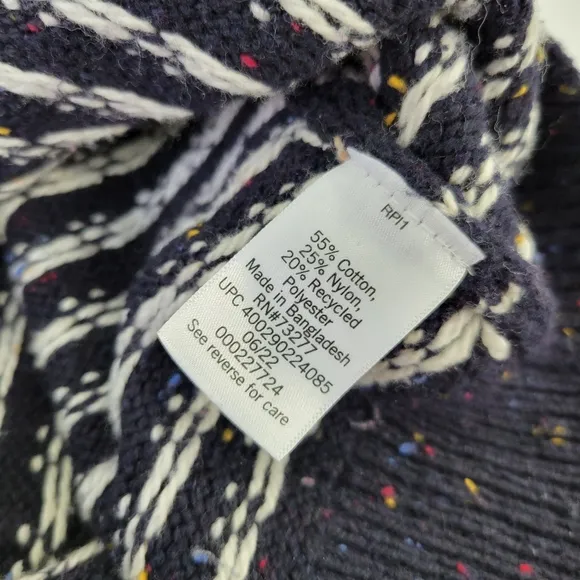 RPI1
55% Cotton,
25% Nylon,
20% Recycled
Polyester
Made in Bangladesh
RN#73277
UPC 400290224085
06/22
000227724
See reverse for care